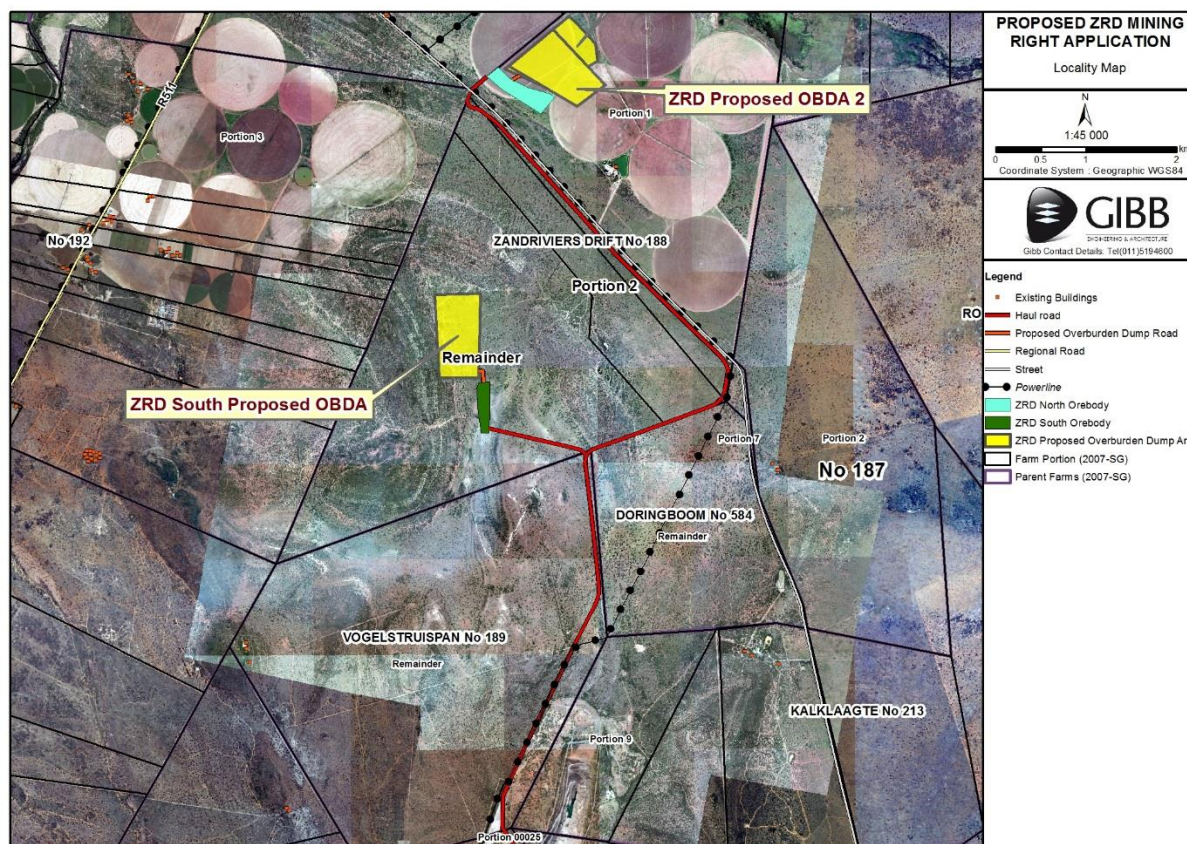 PROPOSED ZRD MINING
RIGHT APPLICATION
Locality Map
N
1:45 000
0 0.5 1 2
km
Coordinate System : Geographic WGS84
GIBB
ENGINEERING & ARCHITECTURE
Gibb Contact Details: Tel(011)5194600
Legend
Existing Buildings
Haul road
Proposed Overburden Dump Road
Regional Road
Street
Powerline
ZRD North Orebody
ZRD South Orebody
ZRD Proposed Overburden Dump Ar
Farm Portion (2007-SG)
Parent Farms (2007-SG)
R511
Portion 3
ZRD Proposed OBDA 2
Portion 1
No 192
ZANDRIVIERS DRIFT No 188
Portion 2
RO
Remainder
ZRD South Proposed OBDA
Portion 7
Portion 2
No 187
DORINGBOOM No 584
Remainder
VOGELSTRUISPAN No 189
Remainder
KALKLAAGTE No 213
Portion 9
Portion 00025